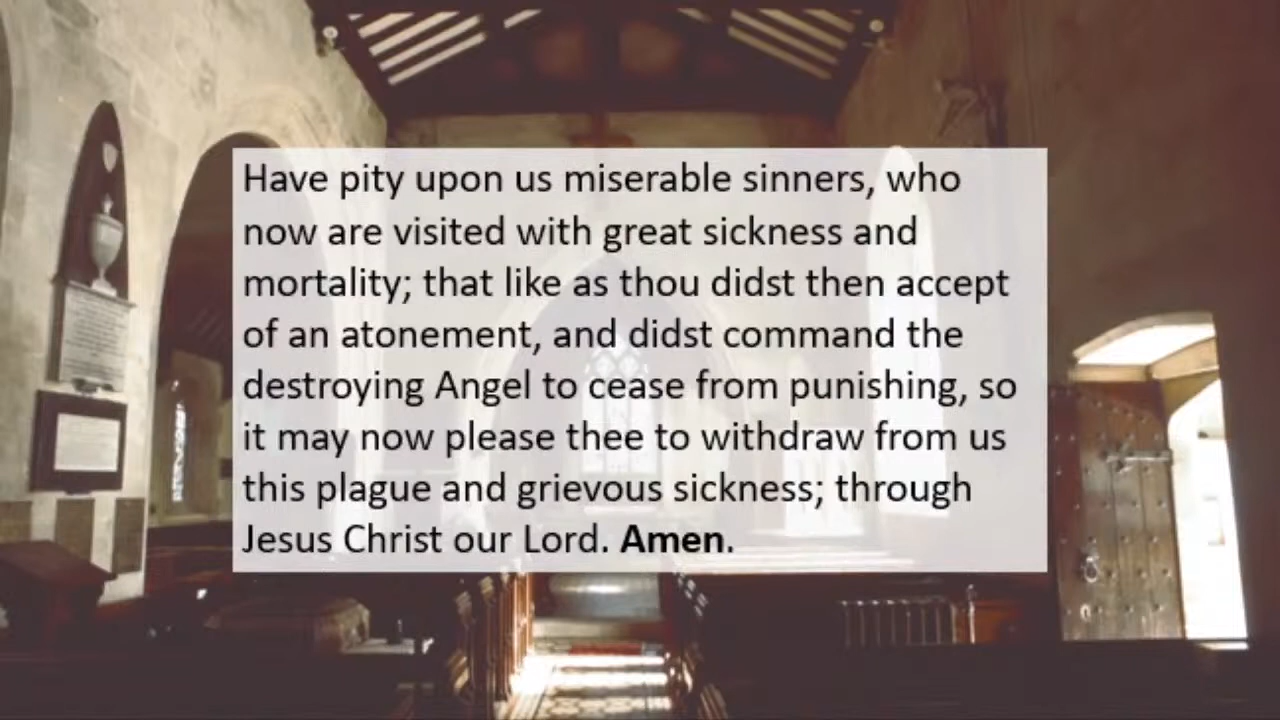 Have pity upon us miserable sinners, who
now are visited with great sickness and
mortality; that like as thou didst then accept
of an atonement, and didst command the
destroying Angel to cease from punishing, so
it may now please thee to withdraw from us
this plague and grievous sickness; through
Jesus Christ our Lord. Amen.